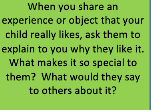 When you share an
experience or object that your
child really likes, ask them to
explain to you why they like it.
What makes it so special to
them?  What would they say
to others about it?